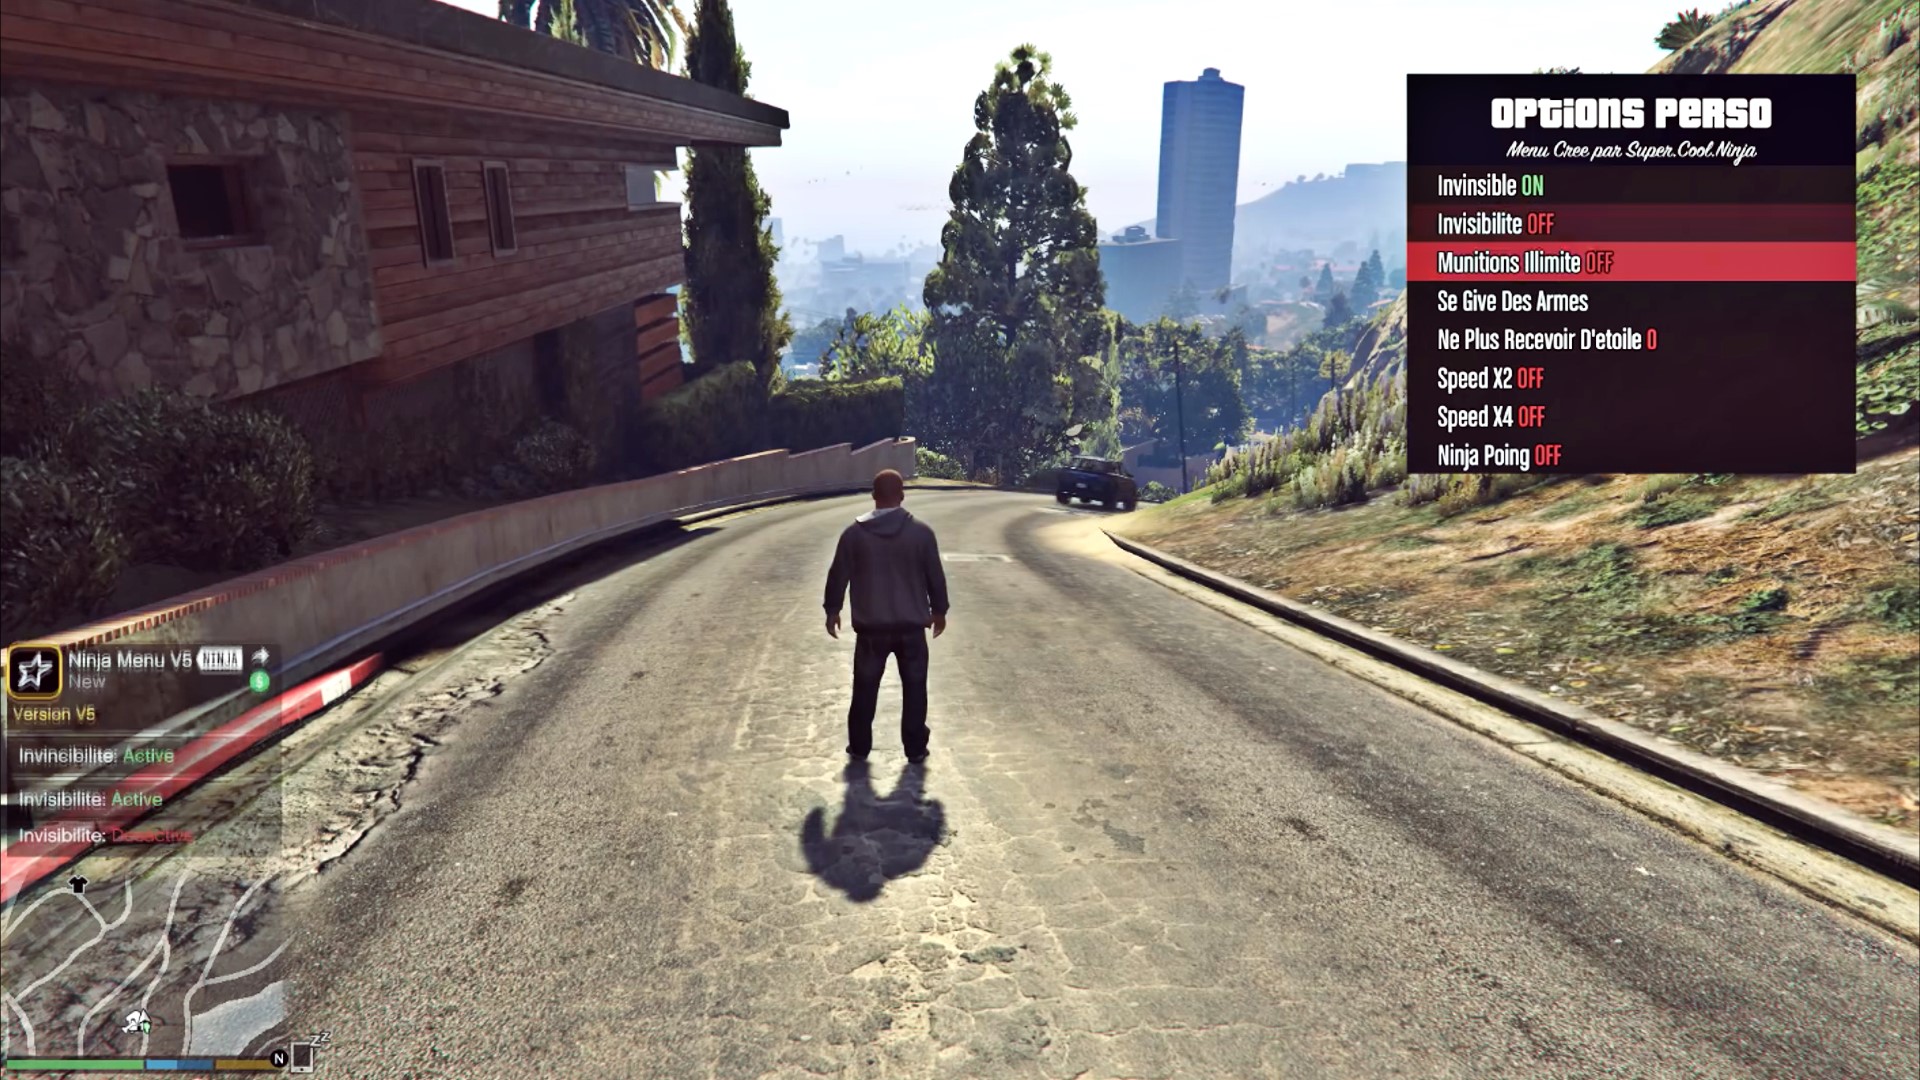 OPTIONS PERSO
Menu Cree par Super.Cool.Ninja
Invinsible ON
Invisibilite OFF
Munitions Illimite OFF
Se Give Des Armes
Ne Plus Recevoir D'etoile 0
Speed X2 OFF
Speed X4 OFF
Ninja Poing OFF
Ninja Menu V5 NINJA
New
$
Version V5
Invincibilite: Active
Invisibilite: Active
Invisibilite: Desactive
N
zZ